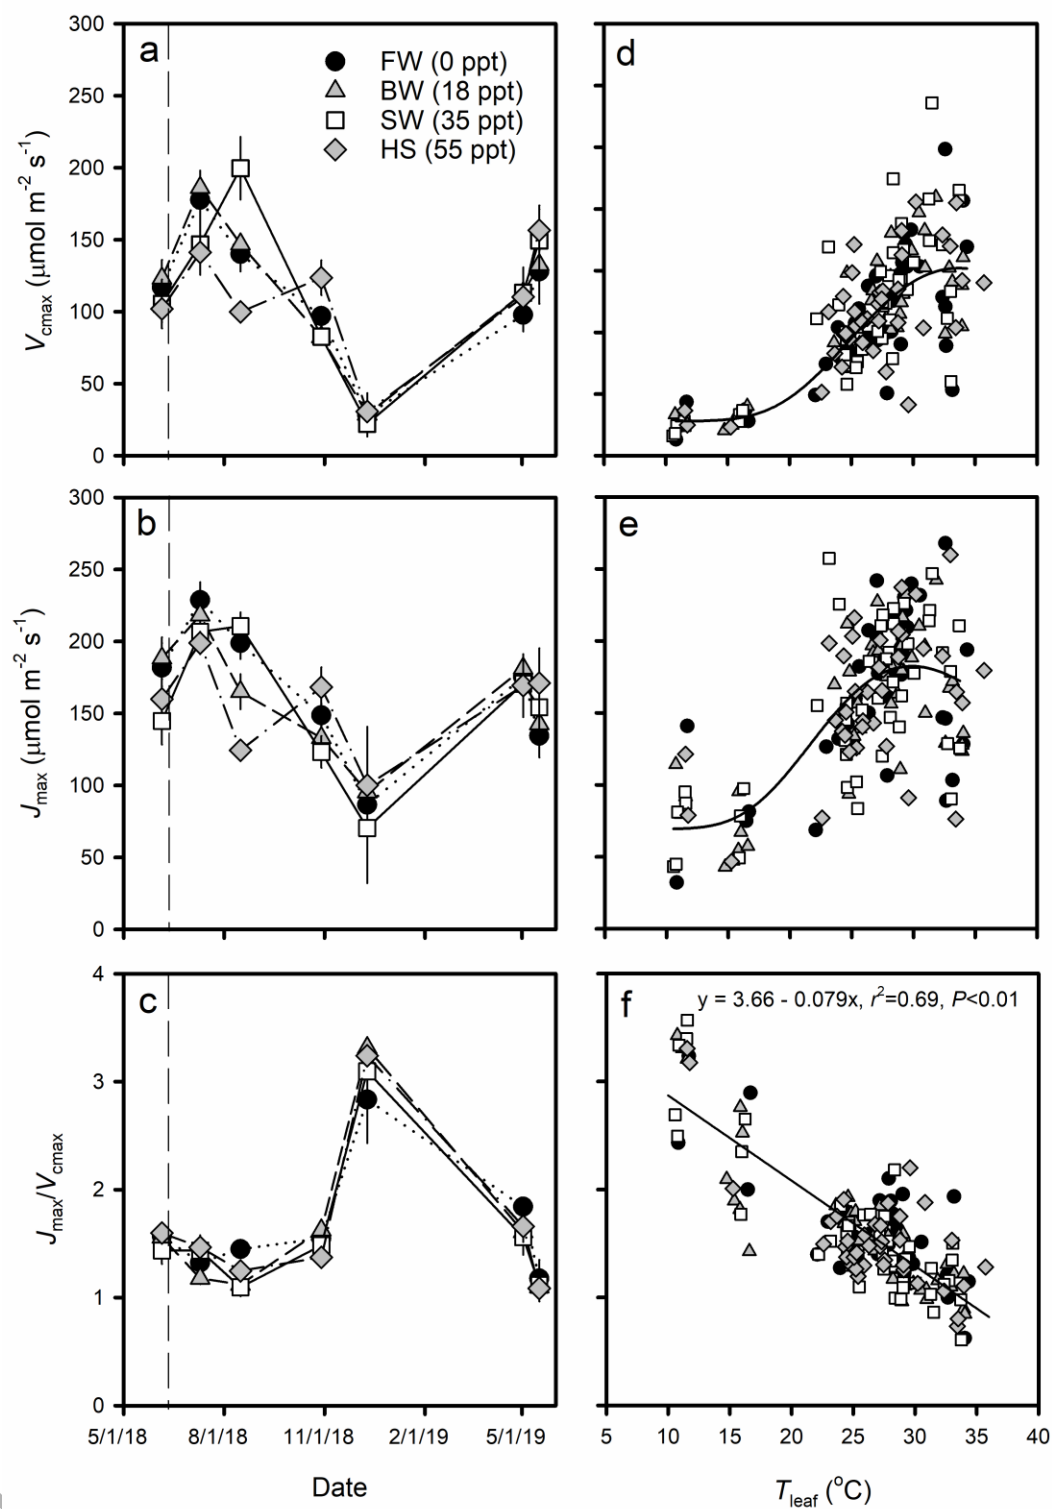 a
FW (0 ppt)
BW (18 ppt)
SW (35 ppt)
HS (55 ppt)
300
250
200
150
100
50
0
Vcmax (μmol m-2 s-1)
d
b
300
250
200
150
100
50
0
Jmax (μmol m-2 s-1)
e
c
4
3
2
1
0
Jmax/Vcmax
5/1/18 8/1/18 11/1/18 2/1/19 5/1/19
Date
f
y = 3.66 - 0.079x, r2=0.69, P<0.01
5 10 15 20 25 30 35 40
Tleaf (oC)